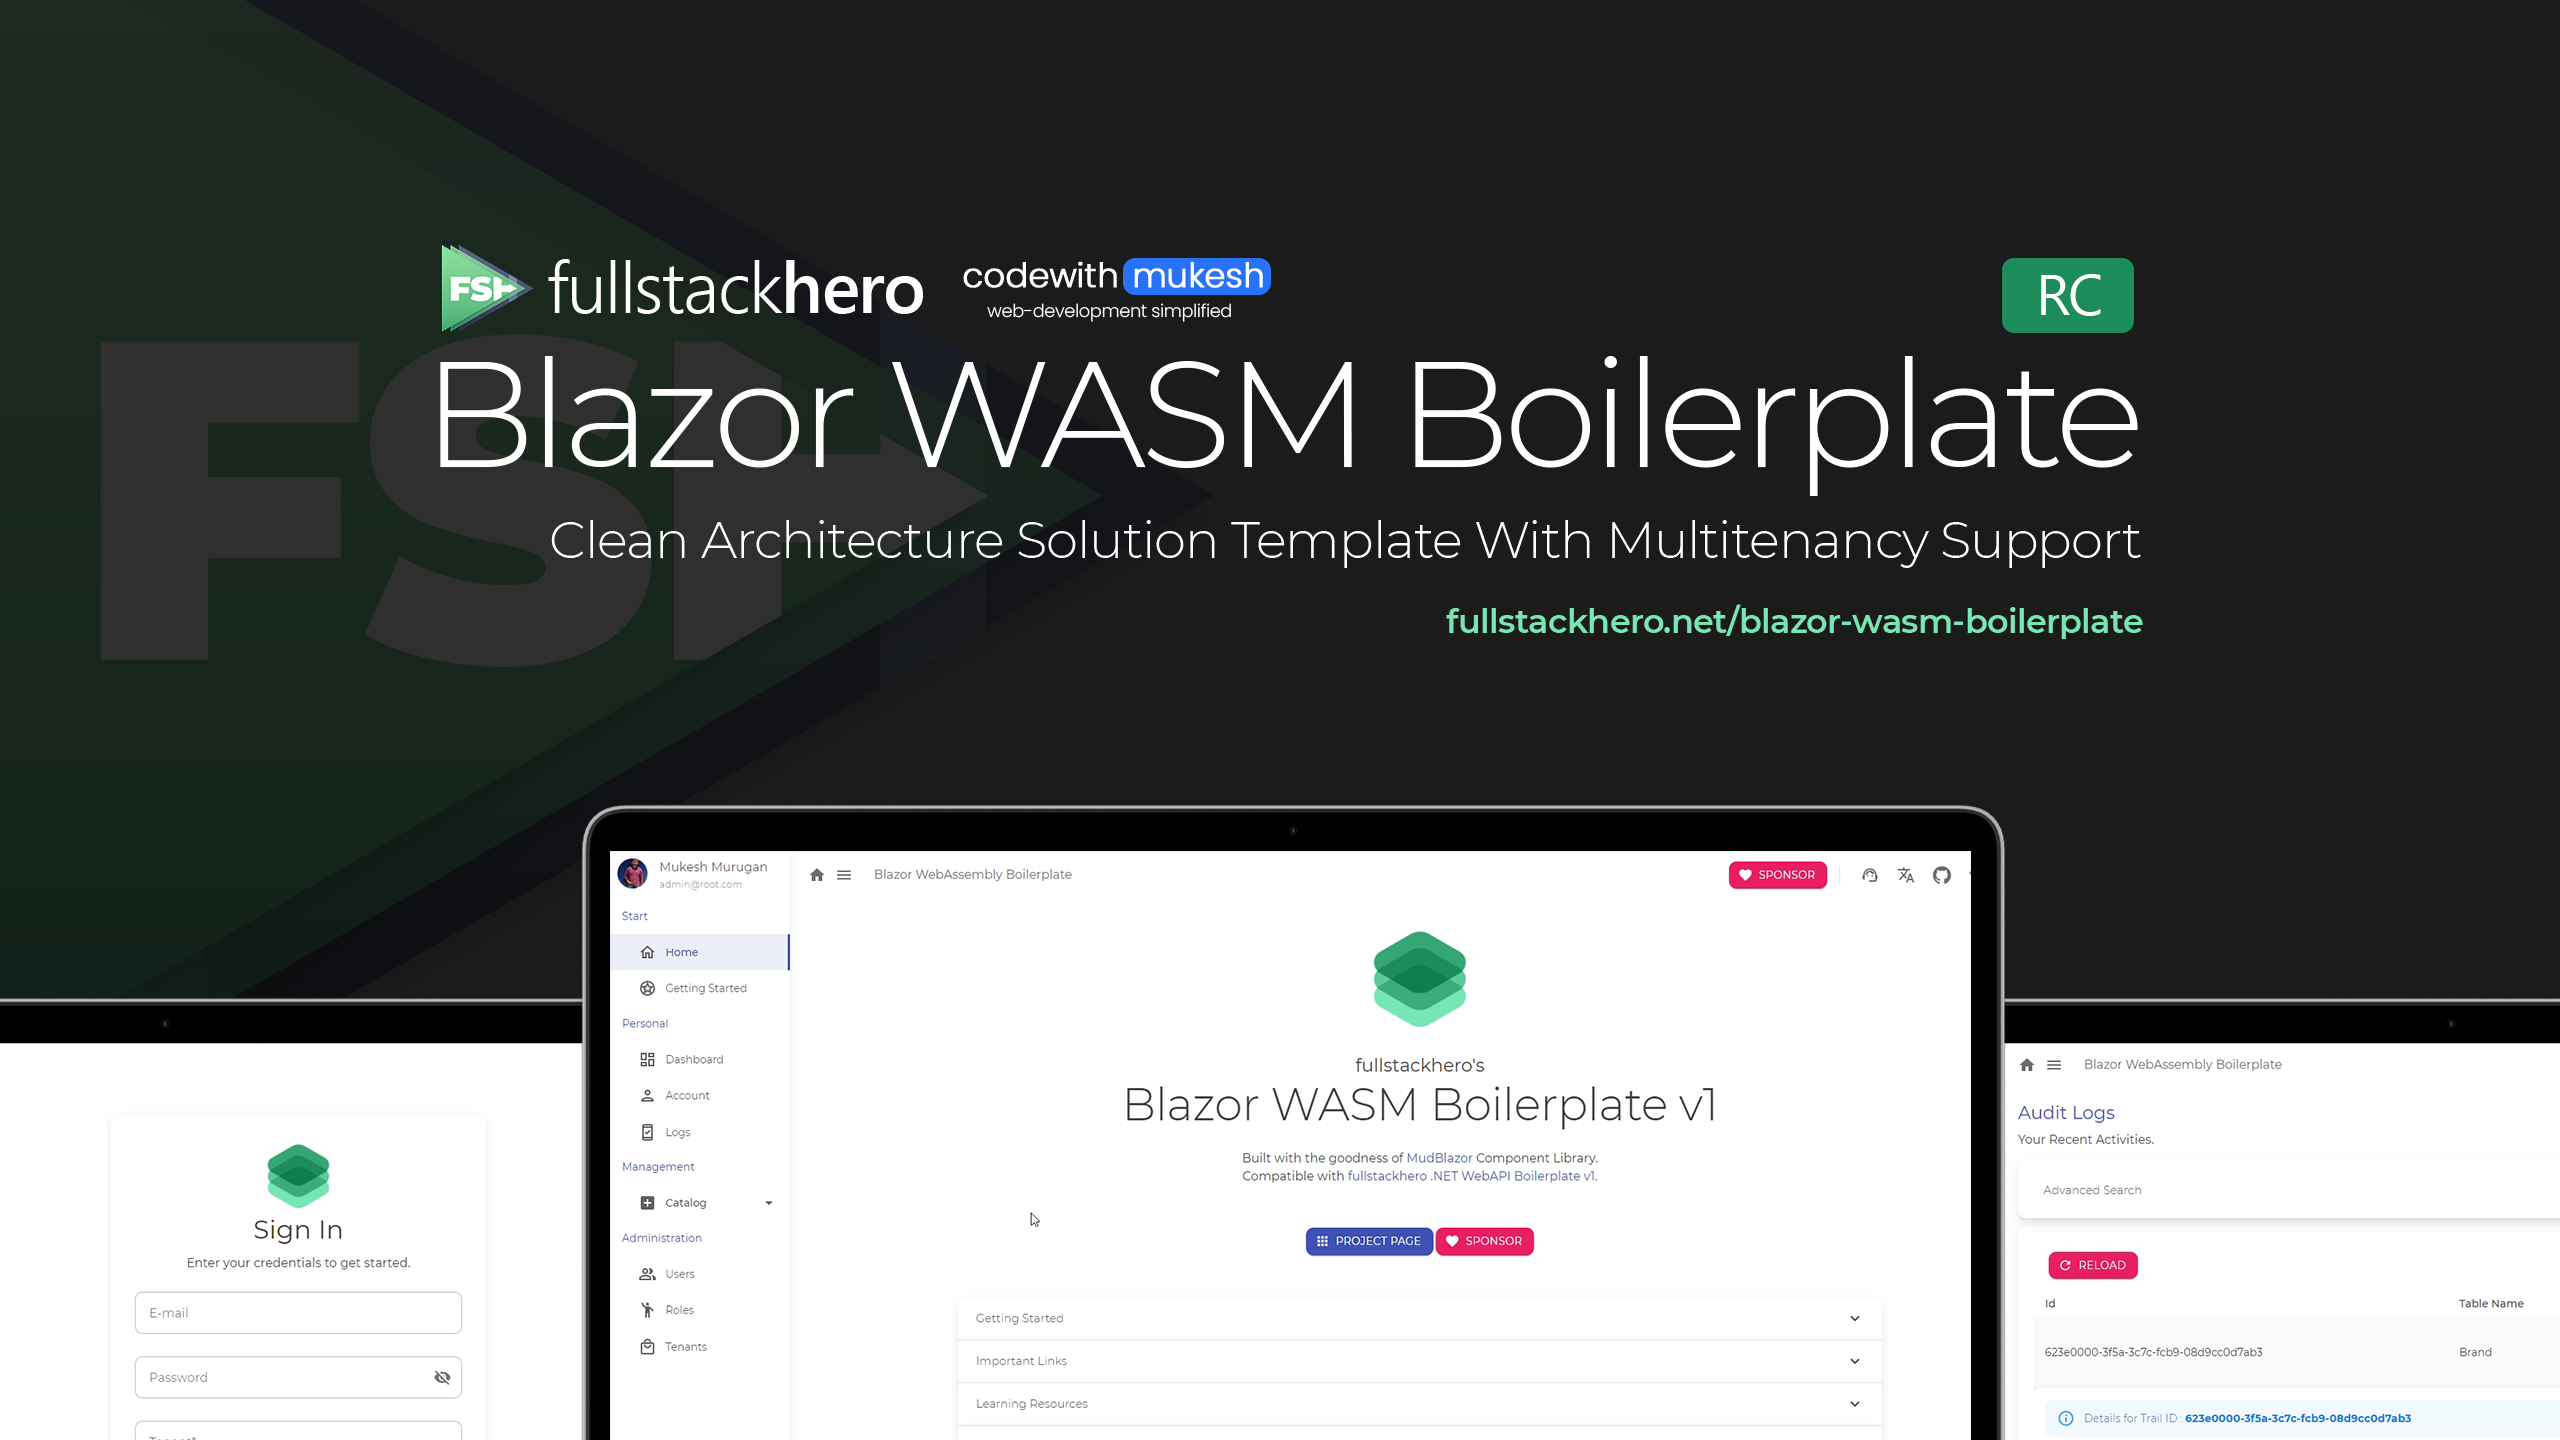 FSH fullstackhero
codewith mukesh
web-development simplified
RC
FSH
Blazor WASM Boilerplate
Clean Architecture Solution Template With Multitenancy Support
fullstackhero.net/blazor-wasm-boilerplate
Sign In
Enter your credentials to get started.
E-mail
Password
Mukesh Murugan
admin@root.com
Start
Home
Getting Started
Personal
Dashboard
Account
Logs
Management
Catalog
Administration
Users
Roles
Tenants
Blazor WebAssembly Boilerplate
SPONSOR
fullstackhero's
Blazor WASM Boilerplate v1
Built with the goodness of MudBlazor Component Library.
Compatible with fullstackhero .NET WebAPI Boilerplate v1.
PROJECT PAGE
SPONSOR
Getting Started
Important Links
Learning Resources
Blazor WebAssembly Boilerplate
Audit Logs
Your Recent Activities.
Advanced Search
RELOAD
Id Table Name
623e0000-3f5a-3c7c-fcb9-08d9cc0d7ab3 Brand
Details for Trail ID : 623e0000-3f5a-3c7c-fcb9-08d9cc0d7ab3